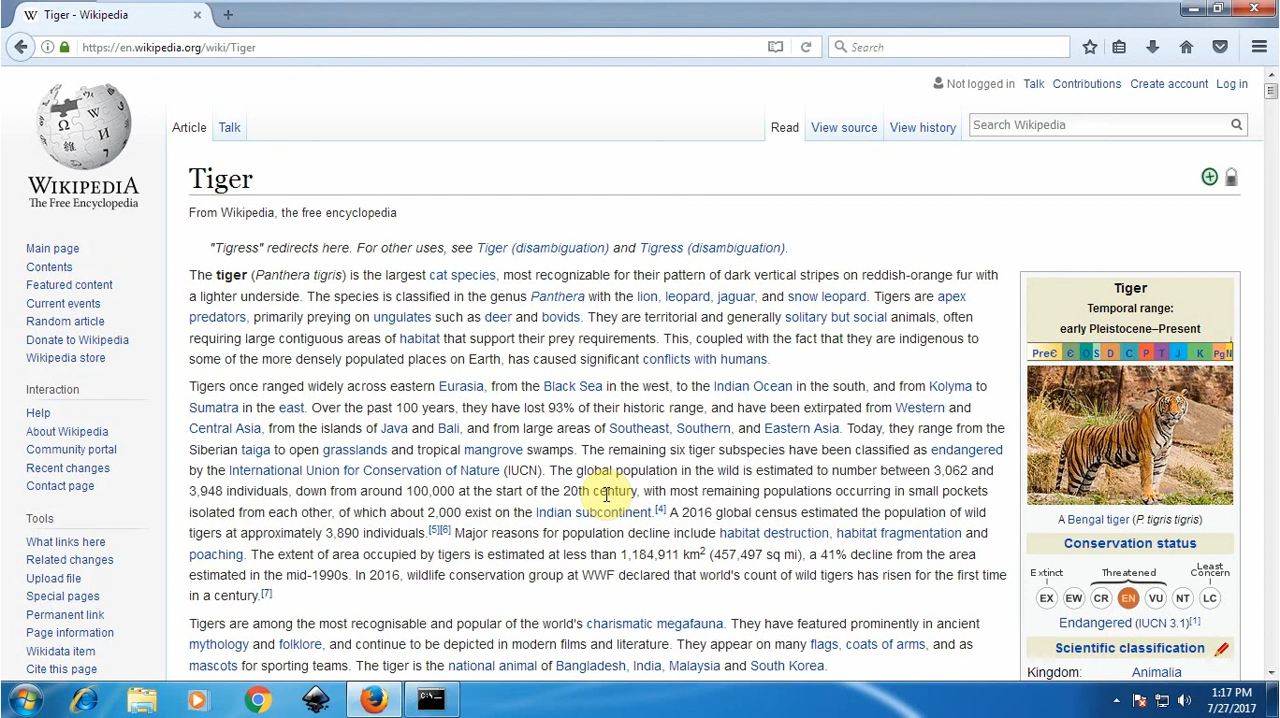 Tiger - Wikipedia
https://en.wikipedia.org/wiki/Tiger
Search
Not logged in Talk Contributions Create account Log in
Article Talk Read View source View history Search Wikipedia
WIKIPEDIA
The Free Encyclopedia
Main page
Contents
Featured content
Current events
Random article
Donate to Wikipedia
Wikipedia store
Interaction
Help
About Wikipedia
Community portal
Recent changes
Contact page
Tools
What links here
Related changes
Upload file
Special pages
Permanent link
Page information
Wikidata item
Cite this page
Tiger
From Wikipedia, the free encyclopedia
"Tigress" redirects here. For other uses, see Tiger (disambiguation) and Tigress (disambiguation).
The tiger (Panthera tigris) is the largest cat species, most recognizable for their pattern of dark vertical stripes on reddish-orange fur with
a lighter underside. The species is classified in the genus Panthera with the lion, leopard, jaguar, and snow leopard. Tigers are apex
predators, primarily preying on ungulates such as deer and bovids. They are territorial and generally solitary but social animals, often
requiring large contiguous areas of habitat that support their prey requirements. This, coupled with the fact that they are indigenous to
some of the more densely populated places on Earth, has caused significant conflicts with humans.
Tigers once ranged widely across eastern Eurasia, from the Black Sea in the west, to the Indian Ocean in the south, and from Kolyma to
Sumatra in the east. Over the past 100 years, they have lost 93% of their historic range, and have been extirpated from Western and
Central Asia, from the islands of Java and Bali, and from large areas of Southeast, Southern, and Eastern Asia. Today, they range from the
Siberian taiga to open grasslands and tropical mangrove swamps. The remaining six tiger subspecies have been classified as endangered
by the International Union for Conservation of Nature (IUCN). The global population in the wild is estimated to number between 3,062 and
3,948 individuals, down from around 100,000 at the start of the 20th century, with most remaining populations occurring in small pockets
isolated from each other, of which about 2,000 exist on the Indian subcontinent.[4] A 2016 global census estimated the population of wild
tigers at approximately 3,890 individuals.[5][6] Major reasons for population decline include habitat destruction, habitat fragmentation and
poaching. The extent of area occupied by tigers is estimated at less than 1,184,911 km2 (457,497 sq mi), a 41% decline from the area
estimated in the mid-1990s. In 2016, wildlife conservation group at WWF declared that world's count of wild tigers has risen for the first time
in a century.[7]
Tigers are among the most recognisable and popular of the world's charismatic megafauna. They have featured prominently in ancient
mythology and folklore, and continue to be depicted in modern films and literature. They appear on many flags, coats of arms, and as
mascots for sporting teams. The tiger is the national animal of Bangladesh, India, Malaysia and South Korea.
Tiger
Temporal range:
early Pleistocene–Present
PreЄ Є O S D C P T J K PgN
A Bengal tiger (P. tigris tigris)
Conservation status
Extinct Threatened Least Concern
EX EW CR EN VU NT LC
Endangered (IUCN 3.1)[1]
Scientific classification
Kingdom: Animalia
1:17 PM
7/27/2017